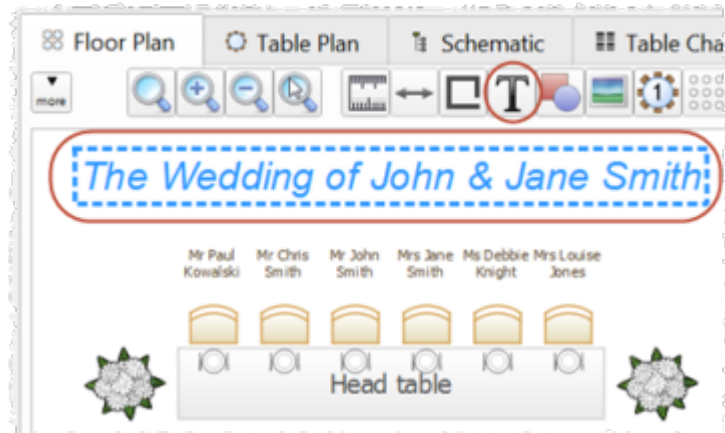 Floor Plan Table Plan Schematic Table Cha
more T 1
The Wedding of John & Jane Smith
Mr Paul Mr Chris Mr John Mrs Jane Ms Debbie Mrs Louise
Kowalski Smith Smith Smith Knight Jones
Head table